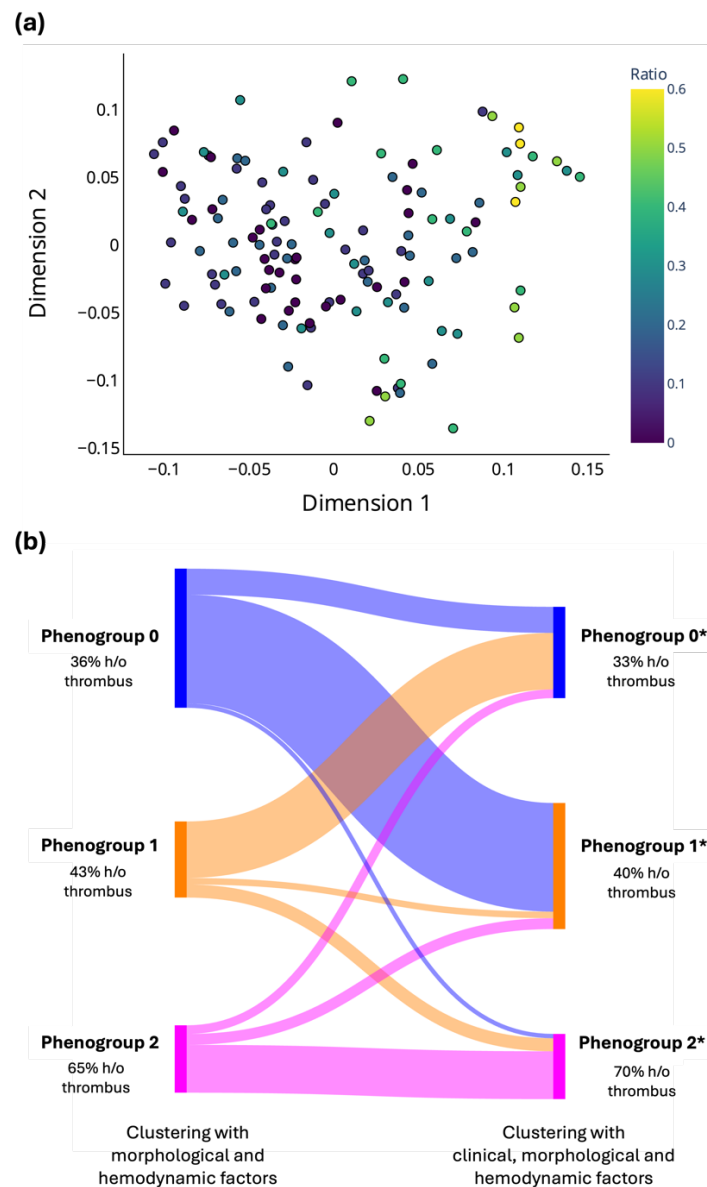 (a)
Ratio
0.6
0.5
0.4
0.3
0.2
0.1
0
Dimension 2
0.1
0.05
0
−0.05
−0.1
−0.15
−0.1
−0.05
0
0.05
0.1
0.15
Dimension 1
(b)
Phenogroup 0
36% h/o
thrombus
Phenogroup 0*
33% h/o
thrombus
Phenogroup 1
43% h/o
thrombus
Phenogroup 1*
40% h/o
thrombus
Phenogroup 2
65% h/o
thrombus
Phenogroup 2*
70% h/o
thrombus
Clustering with
morphological and
hemodynamic factors
Clustering with
clinical, morphological and
hemodynamic factors